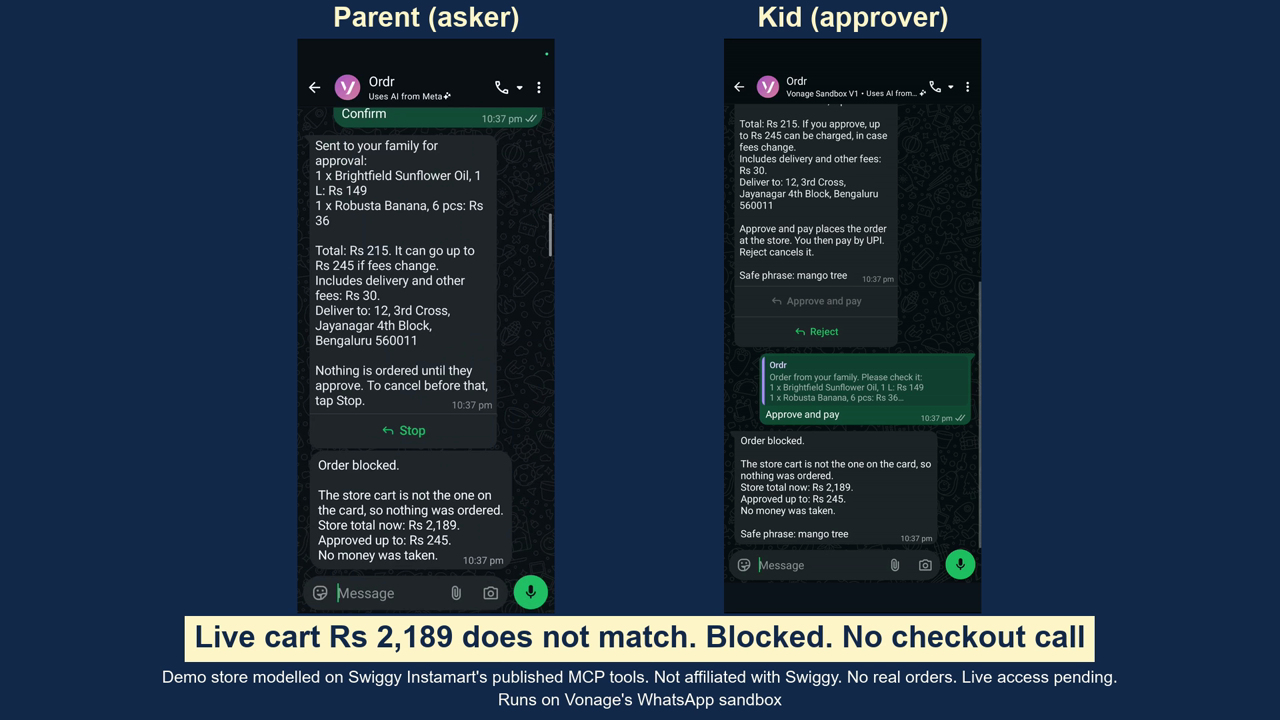 Parent (asker)
Kid (approver)
Ordr
Uses AI from Meta
Confirm
10:37 pm
Sent to your family for
approval:
1 x Brightfield Sunflower Oil, 1
L: Rs 149
1 x Robusta Banana, 6 pcs: Rs
36
Total: Rs 215. It can go up to
Rs 245 if fees change.
Includes delivery and other
fees: Rs 30.
Deliver to: 12, 3rd Cross,
Jayanagar 4th Block,
Bengaluru 560011
Nothing is ordered until they
approve. To cancel before that,
tap Stop.
10:37 pm
Stop
Order blocked.
The store cart is not the one on
the card, so nothing was ordered.
Store total now: Rs 2,189.
Approved up to: Rs 245.
No money was taken.
10:37 pm
Message
Ordr
Vonage Sandbox V1 • Uses AI from...
Total: Rs 215. If you approve, up
to Rs 245 can be charged, in case
fees change.
Includes delivery and other fees:
Rs 30.
Deliver to: 12, 3rd Cross,
Jayanagar 4th Block, Bengaluru
560011
Approve and pay places the order
at the store. You then pay by UPI.
Reject cancels it.
Safe phrase: mango tree
10:37 pm
Approve and pay
Reject
Ordr
Order from your family. Please check it:
1 x Brightfield Sunflower Oil, 1 L: Rs 149
1 x Robusta Banana, 6 pcs: Rs 36...
Approve and pay
10:37 pm
Order blocked.
The store cart is not the one on the card, so
nothing was ordered.
Store total now: Rs 2,189.
Approved up to: Rs 245.
No money was taken.
Safe phrase: mango tree
10:37 pm
Message
Live cart Rs 2,189 does not match. Blocked. No checkout call
Demo store modelled on Swiggy Instamart's published MCP tools. Not affiliated with Swiggy. No real orders. Live access pending.
Runs on Vonage's WhatsApp sandbox